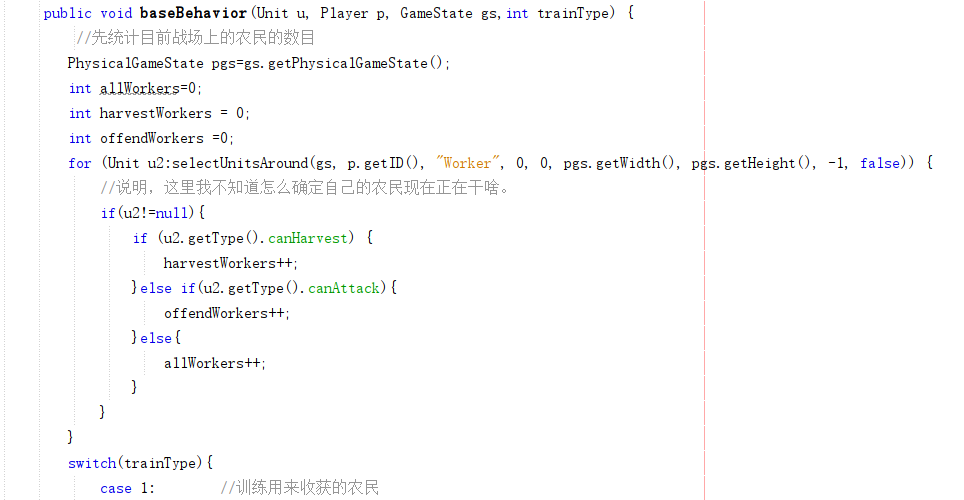 public void baseBehavior(Unit u, Player p, GameState gs,int trainType) {
//先统计目前战场上的农民的数目
PhysicalGameState pgs=gs.getPhysicalGameState();
int allWorkers=0;
int harvestWorkers = 0;
int offendWorkers =0;
for (Unit u2:selectUnitsAround(gs, p.getID(), "Worker", 0, 0, pgs.getWidth(), pgs.getHeight(), -1, false)) {
//说明，这里我不知道怎么确定自己的农民现在正在干啥。
if(u2!=null){
if (u2.getType().canHarvest) {
harvestWorkers++;
}else if(u2.getType().canAttack){
offendWorkers++;
}else{
allWorkers++;
}
}
}
switch(trainType){
case 1: //训练用来收获的农民